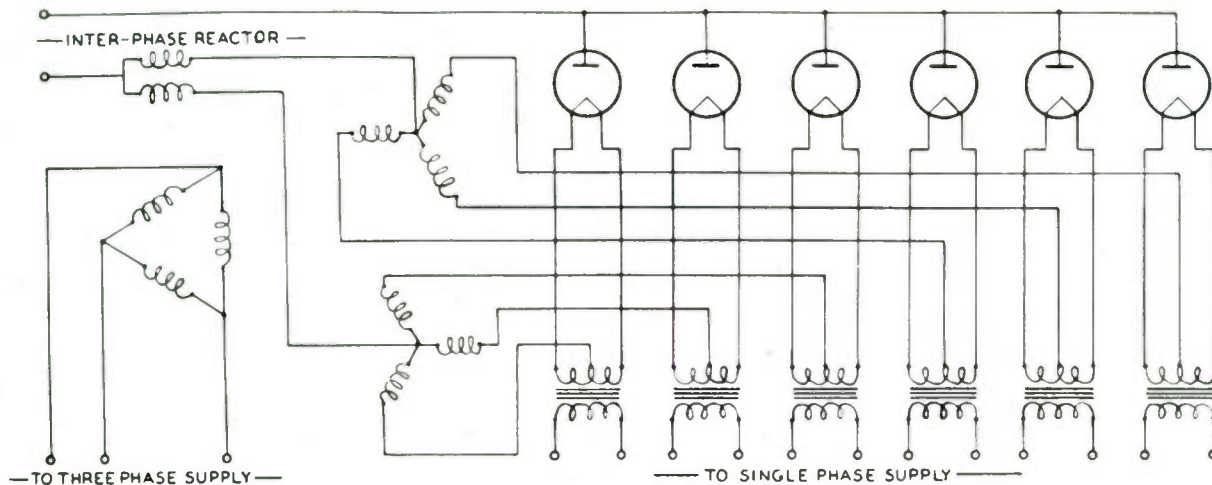 INTER-PHASE REACTOR
TO THREE PHASE SUPPLY
TO SINGLE PHASE SUPPLY